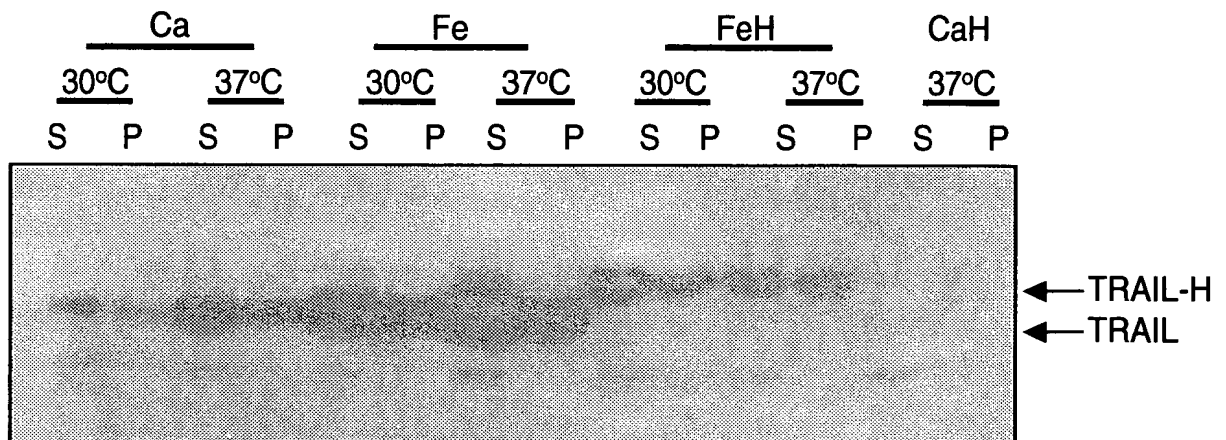 Ca Fe FeH CaH
30°C 37°C 30°C 37°C 30°C 37°C 37°C
S P S P S P S P S P S P S P
TRAIL-H
TRAIL